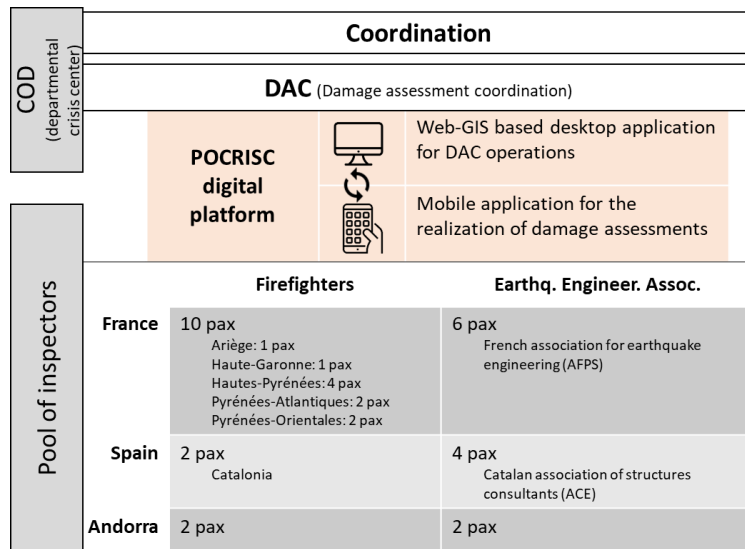 COD
(departmental
crisis center)
Coordination
DAC (Damage assessment coordination)
POCRISC
digital
platform
Web-GIS based desktop application
for DAC operations
Mobile application for the
realization of damage assessments
Pool of inspectors
Firefighters
Earthq. Engineer. Assoc.
France
10 pax
Ariège: 1 pax
Haute-Garonne: 1 pax
Hautes-Pyrénées: 4 pax
Pyrénées-Atlantiques: 2 pax
Pyrénées-Orientales: 2 pax
6 pax
French association for earthquake
engineering (AFPS)
Spain
2 pax
Catalonia
4 pax
Catalan association of structures
consultants (ACE)
Andorra
2 pax
2 pax